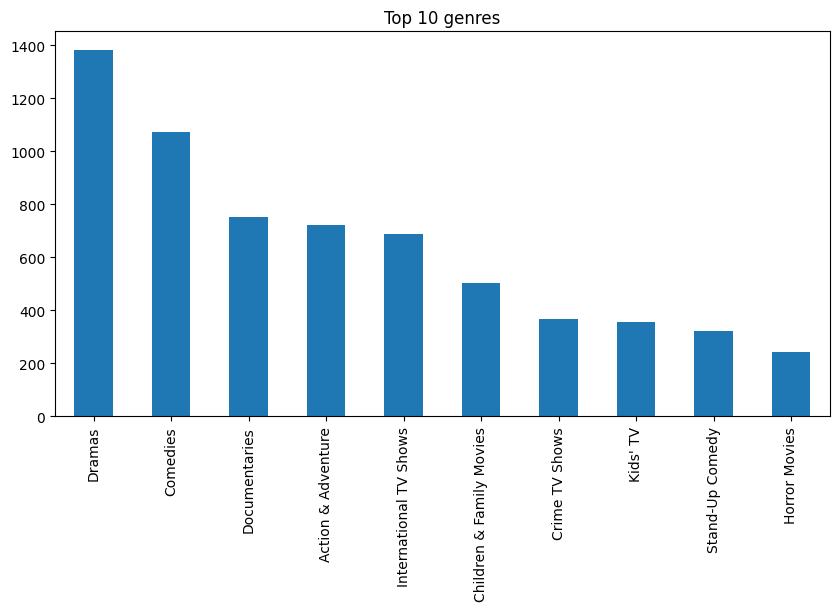 Top 10 genres
1400
1200
1000
800
600
400
200
0
Dramas
Comedies
Documentaries
Action & Adventure
International TV Shows
Children & Family Movies
Crime TV Shows
Kids' TV
Stand-Up Comedy
Horror Movies